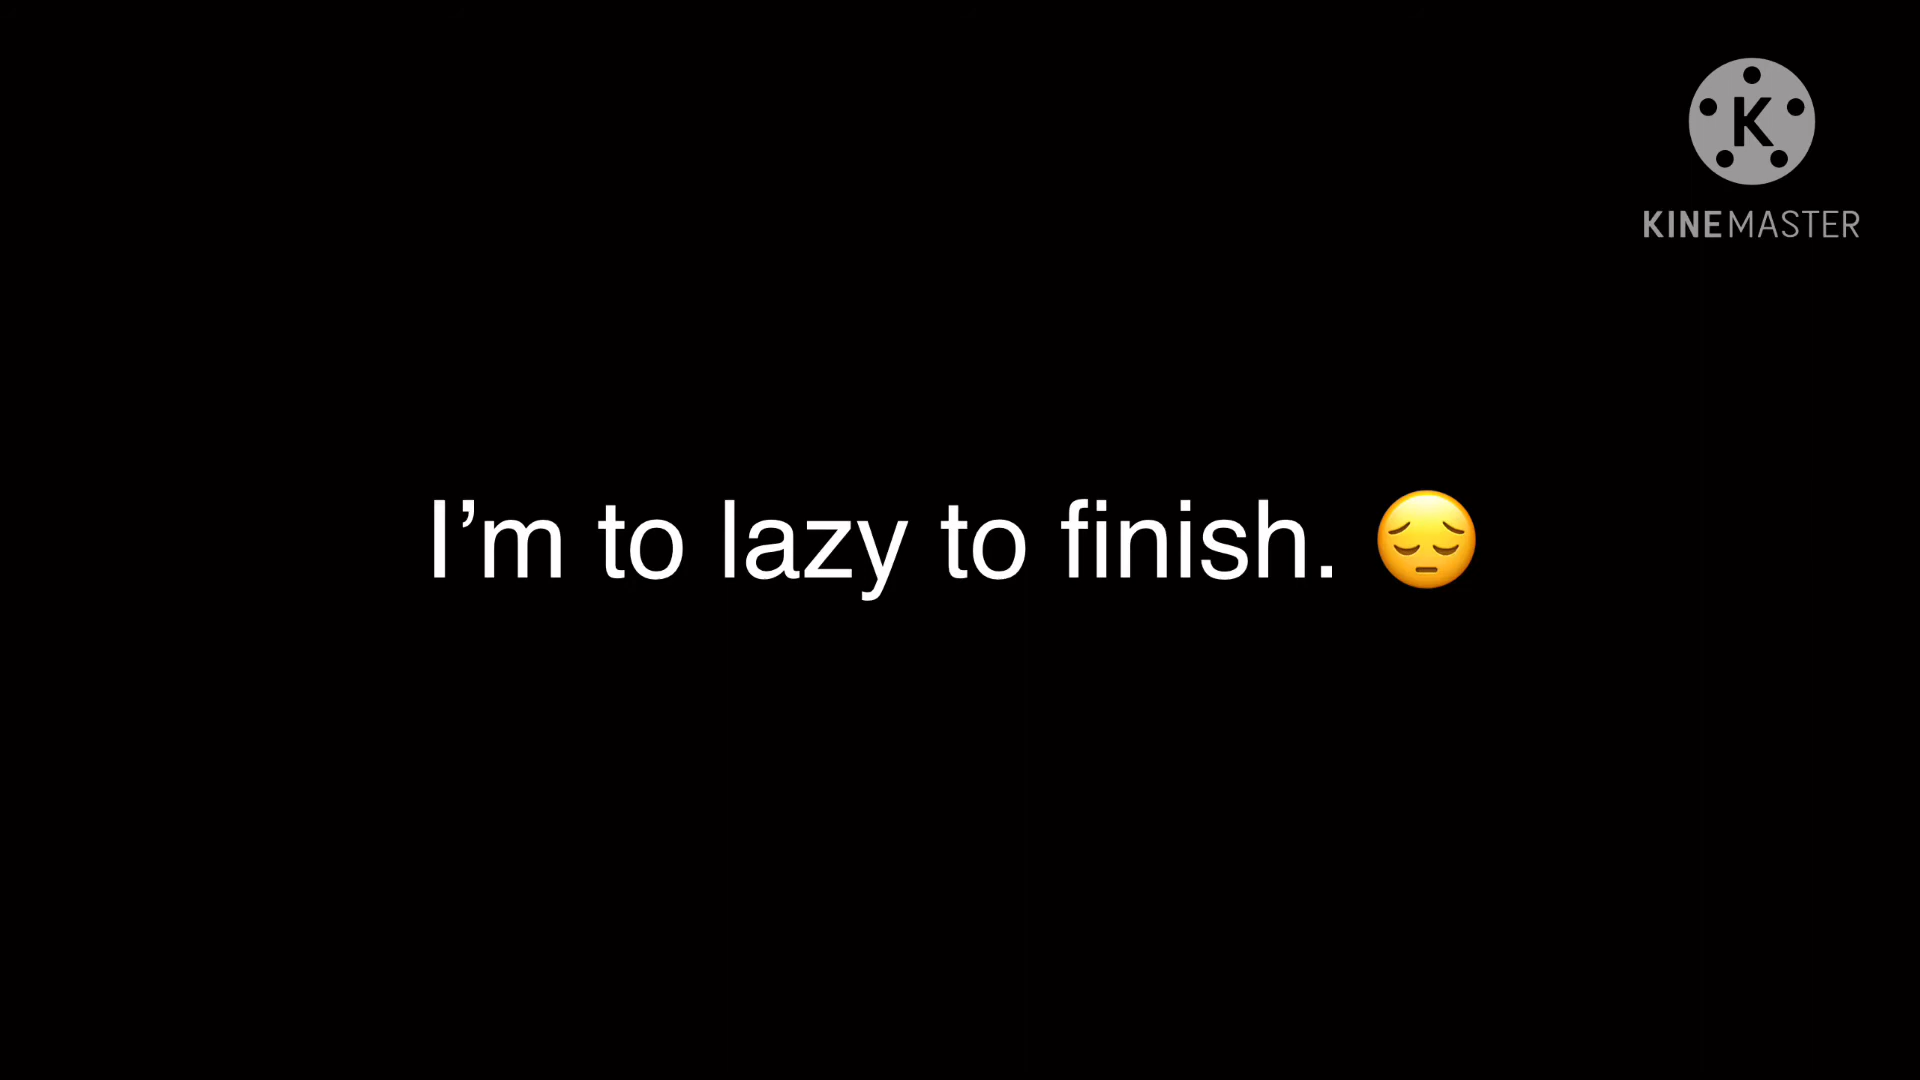 K
KINEMASTER
I’m to lazy to finish. 😔